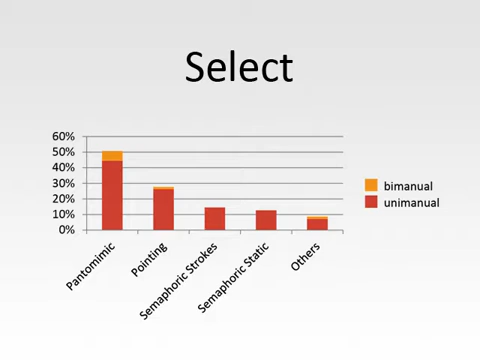 Select
60%
50%
40%
30%
20%
10%
0%
Pantomimic
Pointing
Semaphoric Strokes
Semaphoric Static
Others
bimanual
unimanual